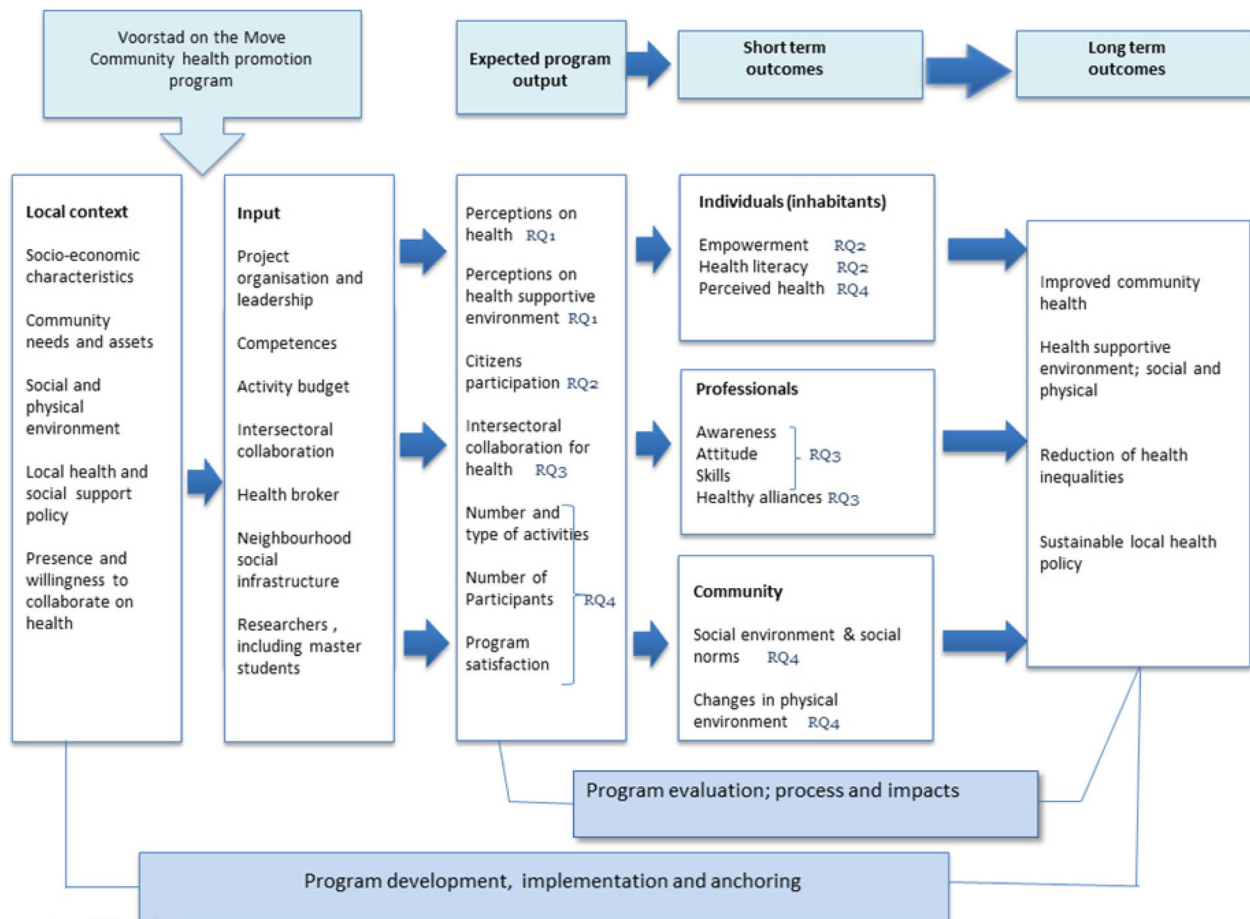 Voorstad on the Move
Community health promotion
program
Expected program
output
Short term
outcomes
Long term
outcomes
Local context
Socio-economic
characteristics
Community
needs and assets
Social and
physical
environment
Local health and
social support
policy
Presence and
willingness to
collaborate on
health
Input
Project
organisation and
leadership
Competences
Activity budget
Intersectoral
collaboration
Health broker
Neighbourhood
social
infrastructure
Researchers ,
including master
students
Perceptions on
health RQ1
Perceptions on
health supportive
environment RQ1
Citizens
participation RQ2
Intersectoral
collaboration for
health RQ3
Number and
type of activities
Number of
Participants RQ4
Program
satisfaction
Individuals (inhabitants)
Empowerment RQ2
Health literacy RQ2
Perceived health RQ4
Professionals
Awareness
Attitude RQ3
Skills
Healthy alliances RQ3
Community
Social environment & social
norms RQ4
Changes in physical
environment RQ4
Improved community
health
Health supportive
environment; social and
physical
Reduction of health
inequalities
Sustainable local health
policy
Program evaluation; process and impacts
Program development, implementation and anchoring